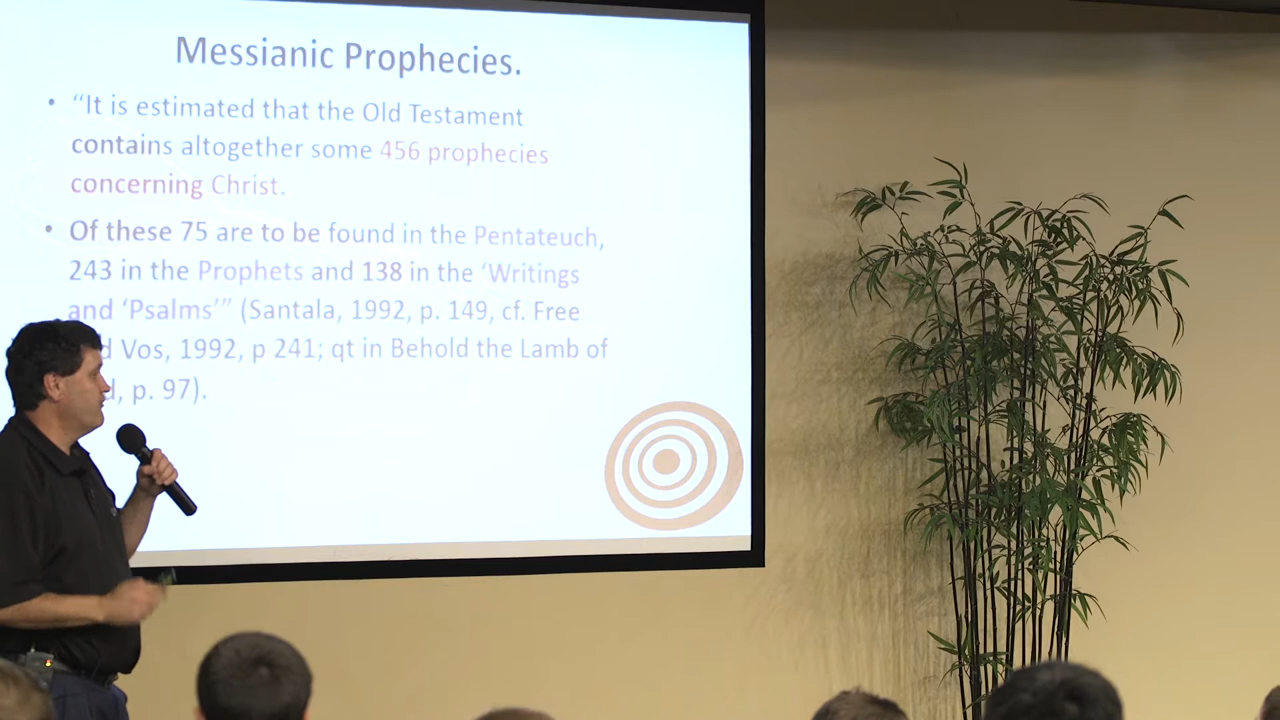 Messianic Prophecies.
• “It is estimated that the Old Testament
contains altogether some 456 prophecies
concerning Christ.
• Of these 75 are to be found in the Pentateuch,
243 in the Prophets and 138 in the ‘Writings
and ‘Psalms’” (Santala, 1992, p. 149, cf. Free
Vos, 1992, p 241; qt in Behold the Lamb of
p. 97).